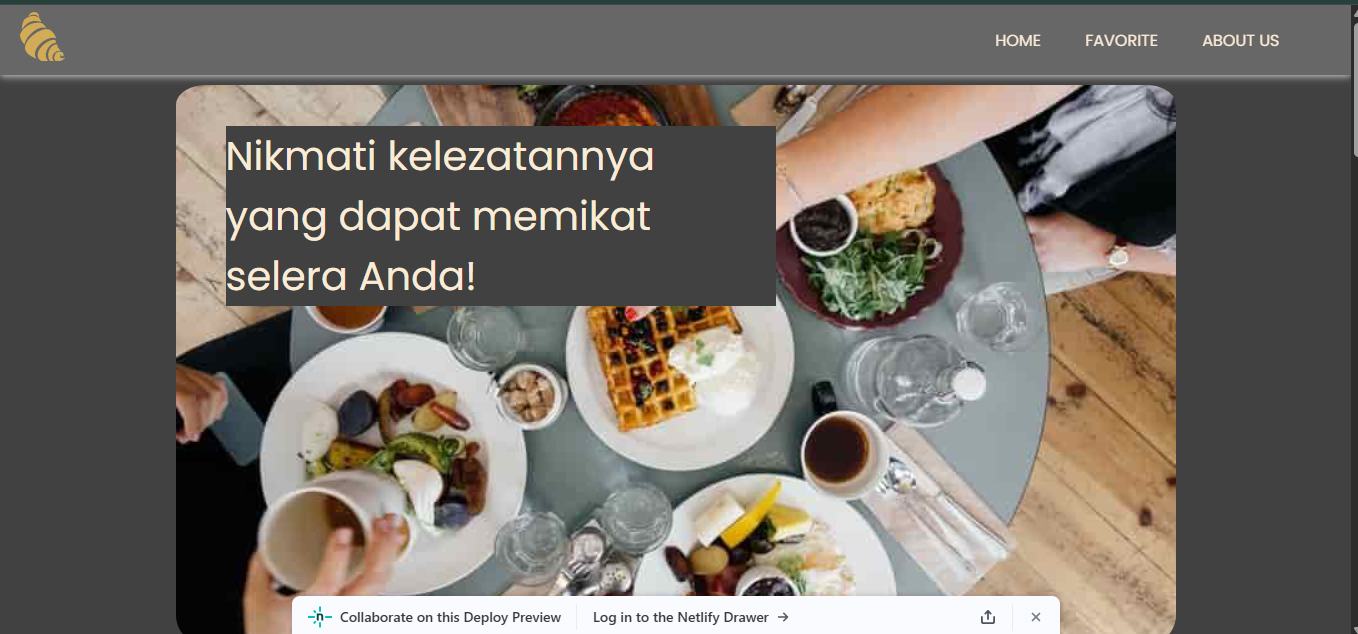 HOME FAVORITE ABOUT US
Nikmati kelezatannya
yang dapat memikat
selera Anda!
Collaborate on this Deploy Preview Log in to the Netlify Drawer →